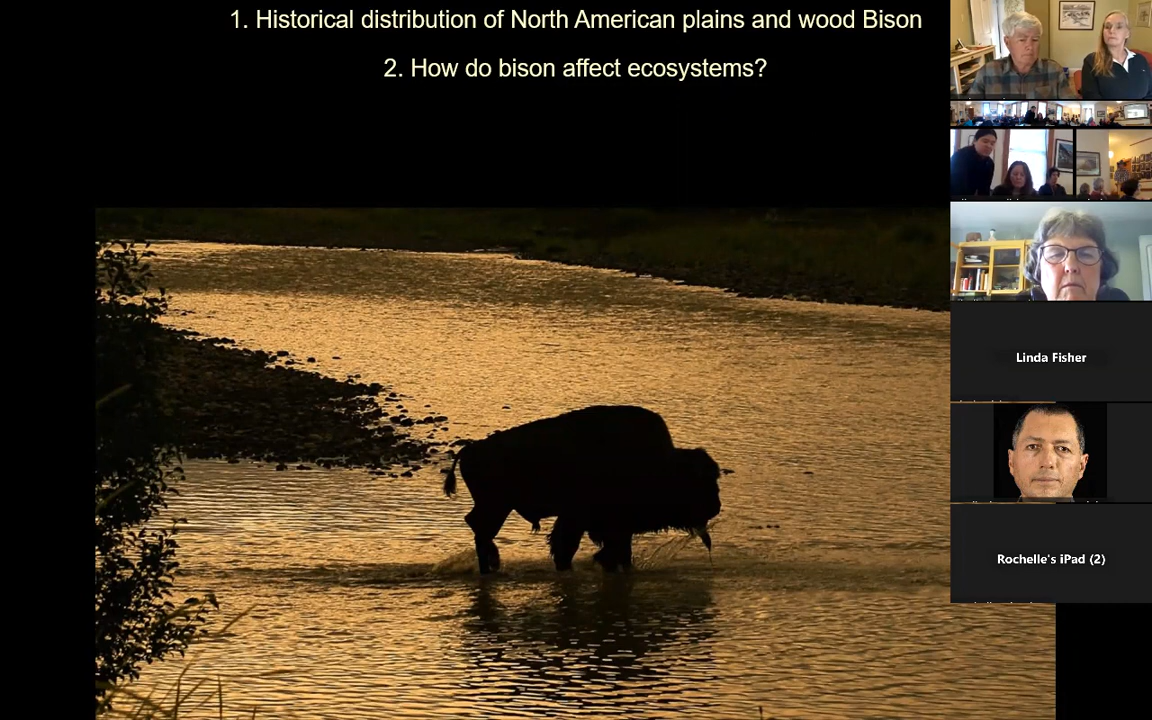 1. Historical distribution of North American plains and wood Bison
2. How do bison affect ecosystems?
Linda Fisher
Rochelle's iPad (2)